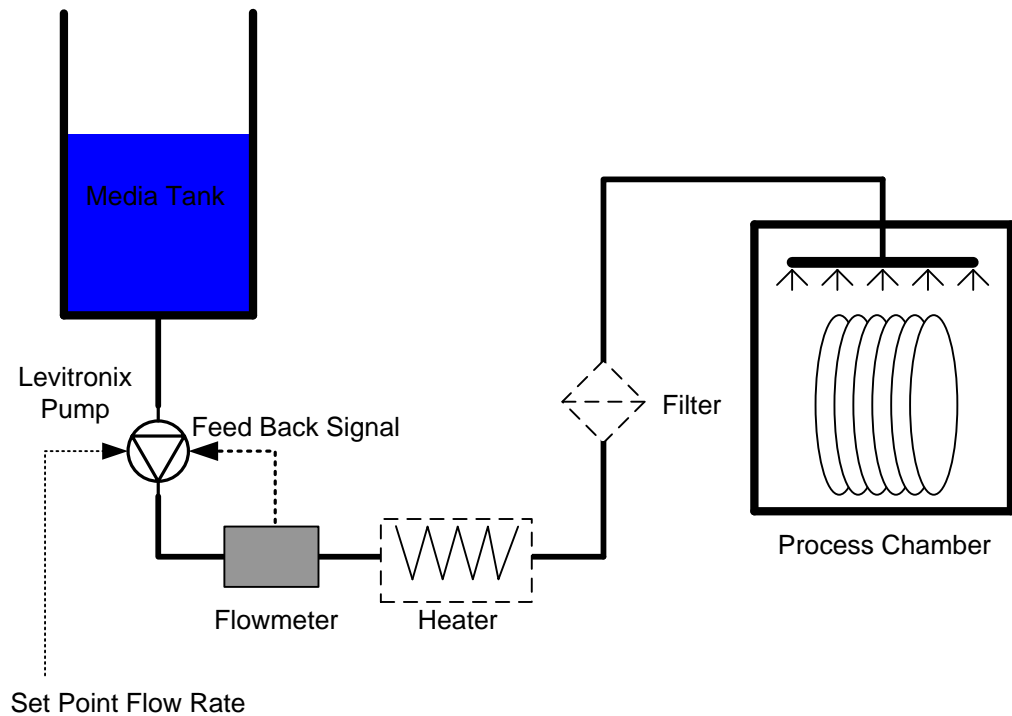 Media Tank
Levitronix
Pump
Feed Back Signal
Filter
Process Chamber
Flowmeter
Heater
Set Point Flow Rate